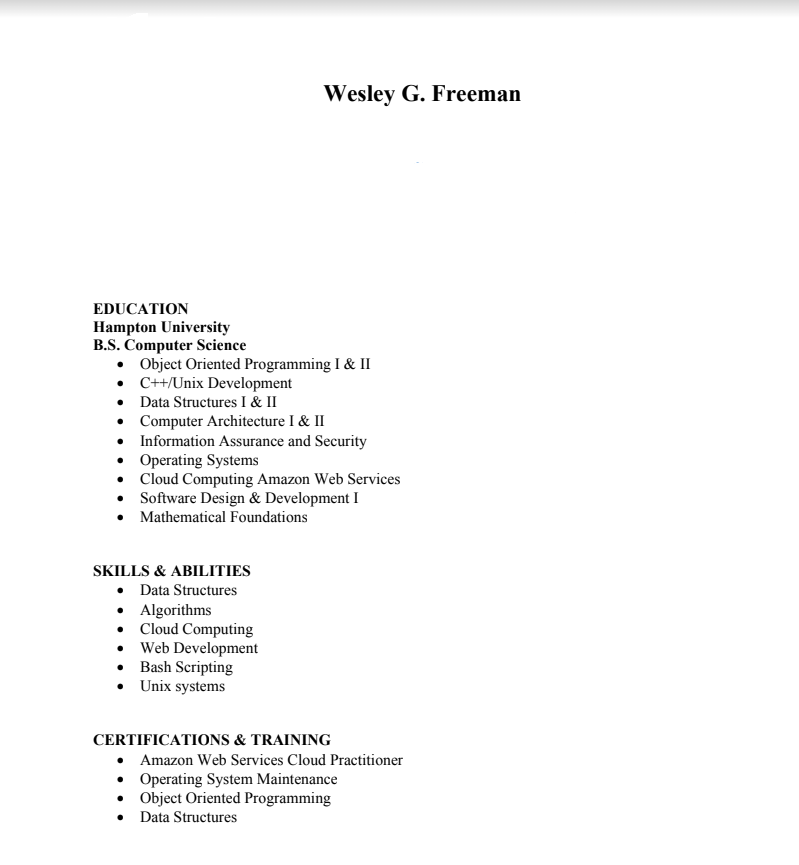 Wesley G. Freeman
EDUCATION
Hampton University
B.S. Computer Science
• Object Oriented Programming I & II
• C++/Unix Development
• Data Structures I & II
• Computer Architecture I & II
• Information Assurance and Security
• Operating Systems
• Cloud Computing Amazon Web Services
• Software Design & Development I
• Mathematical Foundations
SKILLS & ABILITIES
• Data Structures
• Algorithms
• Cloud Computing
• Web Development
• Bash Scripting
• Unix systems
CERTIFICATIONS & TRAINING
• Amazon Web Services Cloud Practitioner
• Operating System Maintenance
• Object Oriented Programming
• Data Structures